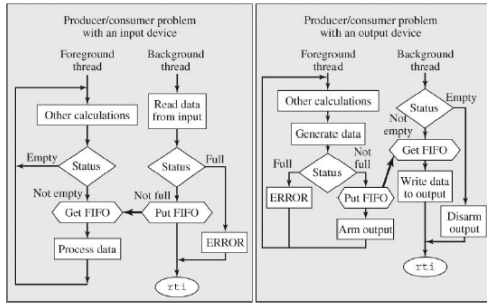 Producer/consumer problem
with an input device
Foreground
thread
Background
thread
Other calculations
Read data
from input
Empty
Status
Status
Full
Not empty
Not full
Get FIFO
Put FIFO
Process data
ERROR
rti
Producer/consumer problem
with an output device
Foreground
thread
Background
thread
Other calculations
Status
Empty
Generate data
Not
empty
Full
Status
Not
full
Get FIFO
ERROR
Put FIFO
Write data
to output
Arm output
Disarm
output
rti